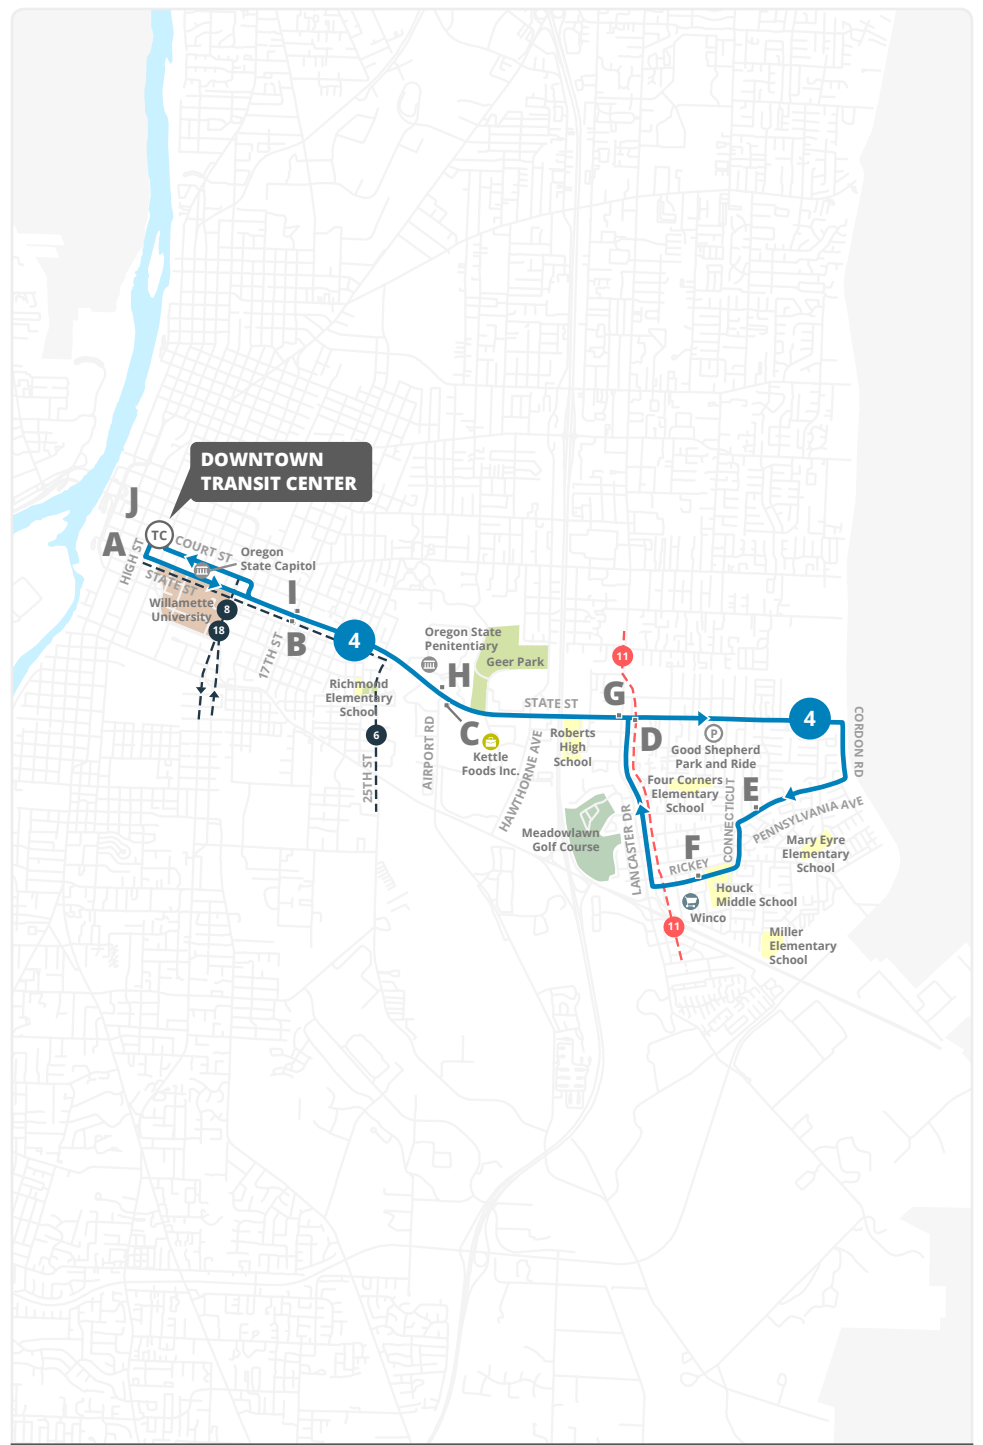 DOWNTOWN
TRANSIT CENTER
J
A
TC
HIGH ST
COURT ST
Oregon
State Capitol
STATE ST
Willamette
University
8
18
I
B
17TH ST
4
Oregon State
Penitentiary
Geer Park
H
Richmond
Elementary
School
6
25TH ST
AIRPORT RD
C
Kettle
Foods Inc.
HAWTHORNE AVE
STATE ST
11
G
D
Roberts
High
School
P
Good Shepherd
Park and Ride
4
CORDON RD
Four Corners
Elementary
School
E
CONNECTICUT
PENNSYLVANIA AVE
Mary Eyre
Elementary
School
Meadowlawn
Golf Course
LANCASTER DR
F
RICKEY
Houck
Middle School
Winco
11
Miller
Elementary
School